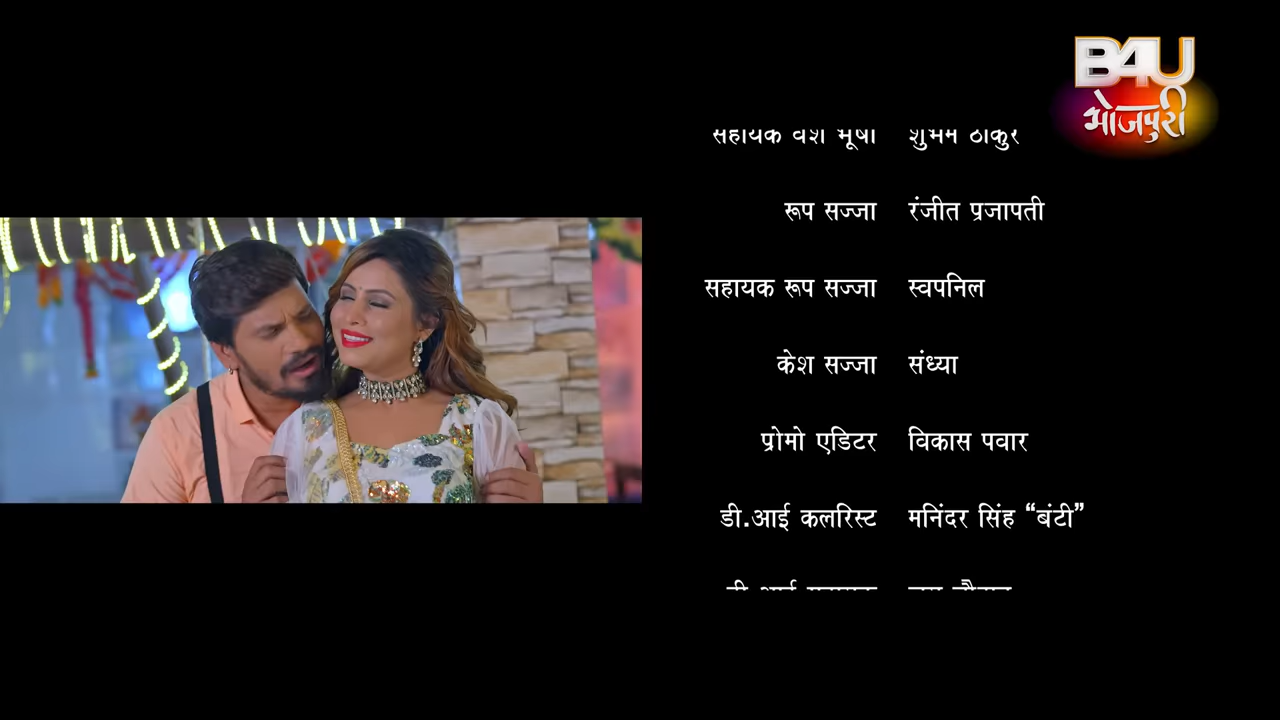 B4U
भोजपुरी
सहायक वेश भूषा शुभम ठाकुर
रूप सज्जा रंजीत प्रजापती
सहायक रूप सज्जा स्वपनिल
केश सज्जा संध्या
प्रोमो एडिटर विकास पवार
डी.आई कलरिस्ट मनिंदर सिंह “बंटी”